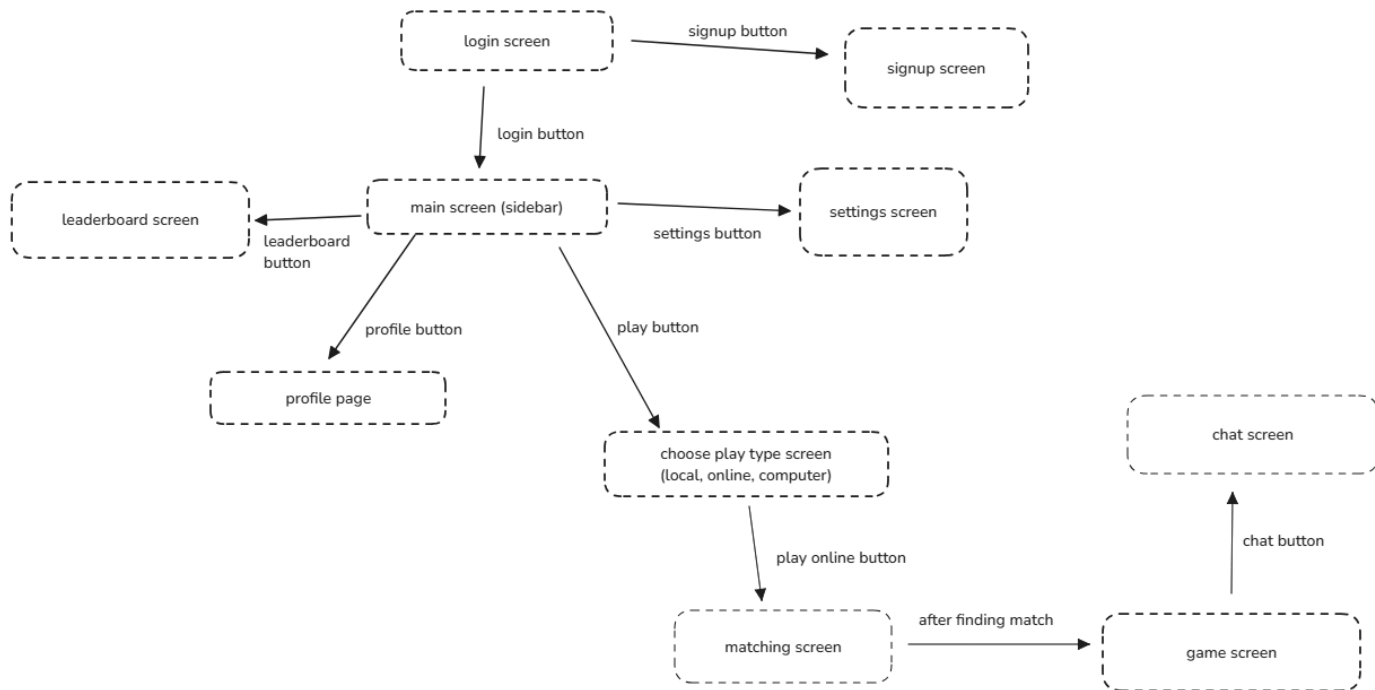 login screen
signup button
signup screen
login button
leaderboard screen
main screen (sidebar)
settings screen
leaderboard
button
settings button
profile button
play button
profile page
choose play type screen
(local, online, computer)
chat screen
play online button
chat button
after finding match
matching screen
game screen